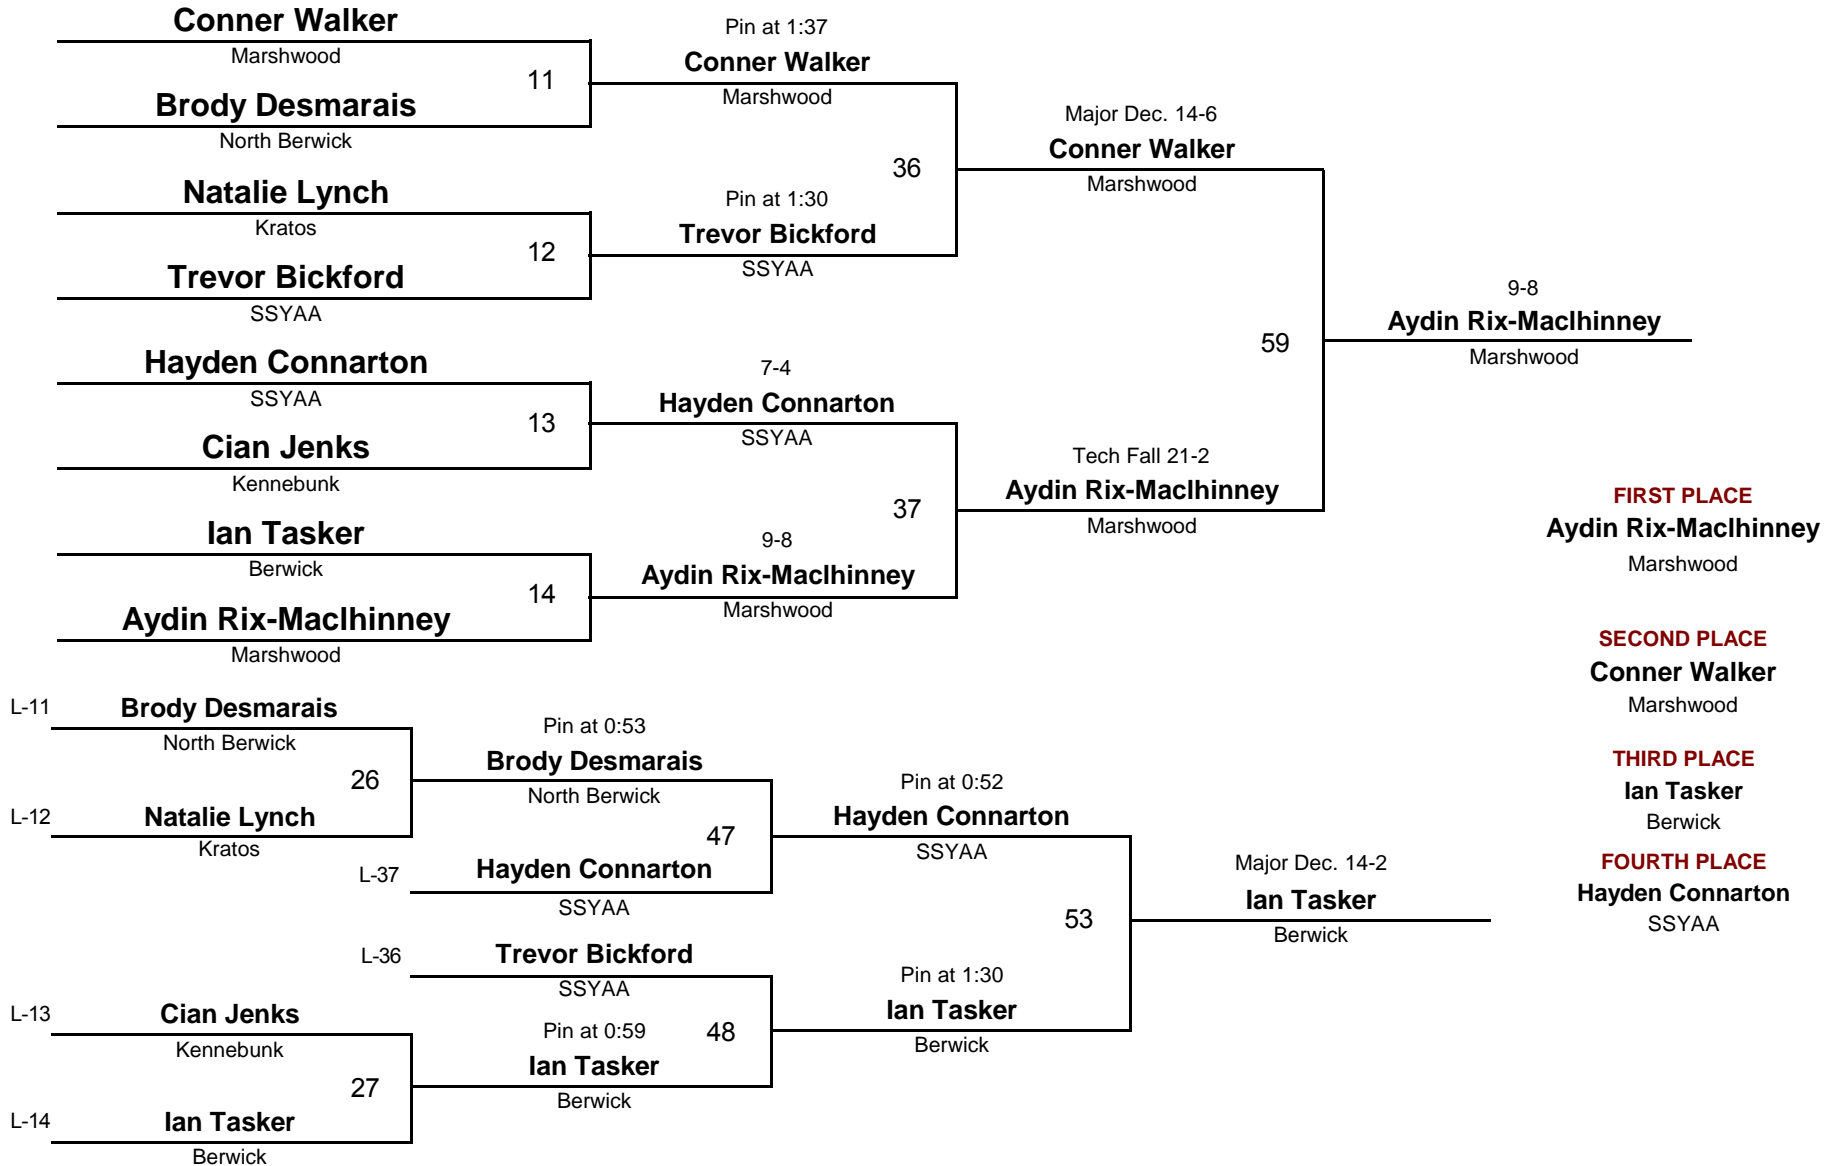 Conner Walker
Marshwood
11
Brody Desmarais
North Berwick
Natalie Lynch
Kratos
12
Trevor Bickford
SSYAA
Hayden Connarton
SSYAA
13
Cian Jenks
Kennebunk
Ian Tasker
Berwick
14
Aydin Rix-Maclhinney
Marshwood
Pin at 1:37
Conner Walker
Marshwood
36
Pin at 1:30
Trevor Bickford
SSYAA
7-4
Hayden Connarton
SSYAA
37
9-8
Aydin Rix-Maclhinney
Marshwood
Major Dec. 14-6
Conner Walker
Marshwood
59
Tech Fall 21-2
Aydin Rix-Maclhinney
Marshwood
9-8
Aydin Rix-Maclhinney
Marshwood
FIRST PLACE
Aydin Rix-Maclhinney
Marshwood
SECOND PLACE
Conner Walker
Marshwood
THIRD PLACE
Ian Tasker
Berwick
FOURTH PLACE
Hayden Connarton
SSYAA
L-11 Brody Desmarais
North Berwick
26
L-12 Natalie Lynch
Kratos
L-13 Cian Jenks
Kennebunk
27
L-14 Ian Tasker
Berwick
Pin at 0:53
Brody Desmarais
North Berwick
47
L-37 Hayden Connarton
SSYAA
L-36 Trevor Bickford
SSYAA
48
Pin at 0:59
Ian Tasker
Berwick
Pin at 0:52
Hayden Connarton
SSYAA
53
Pin at 1:30
Ian Tasker
Berwick
Major Dec. 14-2
Ian Tasker
Berwick